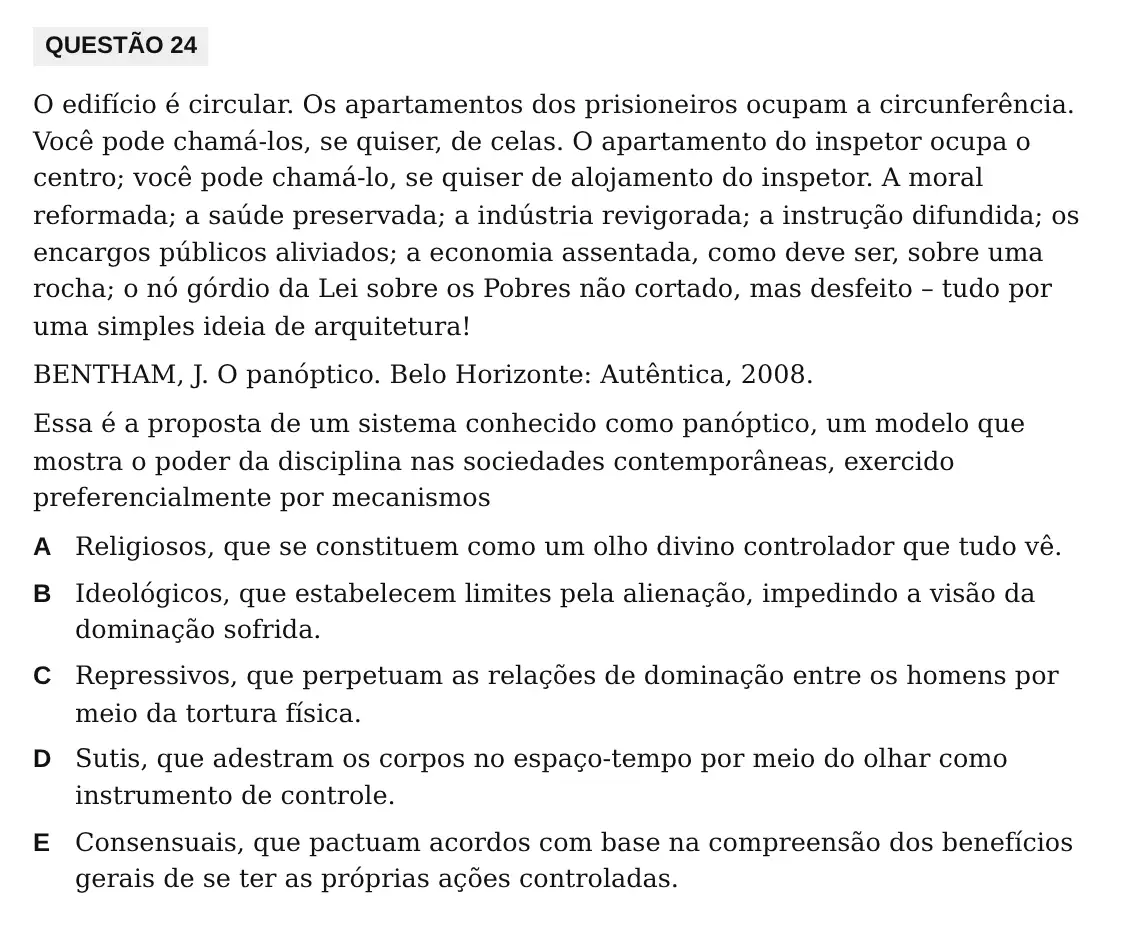 QUESTÃO 24
O edifício é circular. Os apartamentos dos prisioneiros ocupam a circunferência.
Você pode chamá-los, se quiser, de celas. O apartamento do inspetor ocupa o
centro; você pode chamá-lo, se quiser de alojamento do inspetor. A moral
reformada; a saúde preservada; a indústria revigorada; a instrução difundida; os
encargos públicos aliviados; a economia assentada, como deve ser, sobre uma
rocha; o nó górdio da Lei sobre os Pobres não cortado, mas desfeito – tudo por
uma simples ideia de arquitetura!
BENTHAM, J. O panóptico. Belo Horizonte: Autêntica, 2008.
Essa é a proposta de um sistema conhecido como panóptico, um modelo que
mostra o poder da disciplina nas sociedades contemporâneas, exercido
preferencialmente por mecanismos
A Religiosos, que se constituem como um olho divino controlador que tudo vê.
B Ideológicos, que estabelecem limites pela alienação, impedindo a visão da
dominação sofrida.
C Repressivos, que perpetuam as relações de dominação entre os homens por
meio da tortura física.
D Sutis, que adestram os corpos no espaço-tempo por meio do olhar como
instrumento de controle.
E Consensuais, que pactuam acordos com base na compreensão dos benefícios
gerais de se ter as próprias ações controladas.